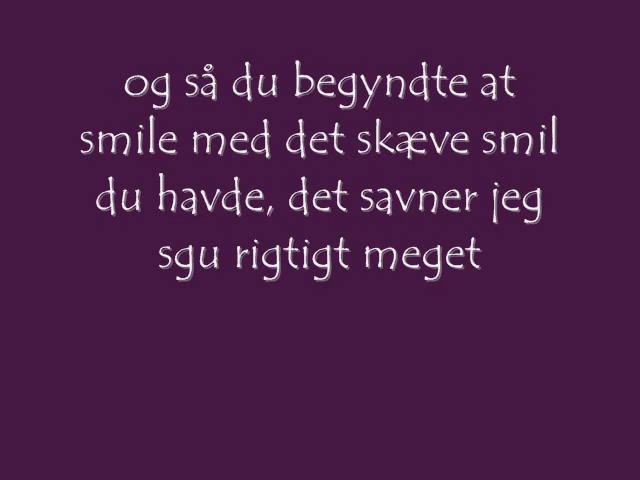 og så du begyndte at
smile med det skæve smil
du havde, det savner jeg
sgu rigtigt meget